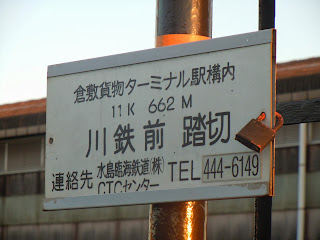 倉敷貨物ターミナル駅構内
11K 662M
川鉄前 踏切
連絡先 水島臨海鉄道(株) TEL 444-6149
CTCセンター